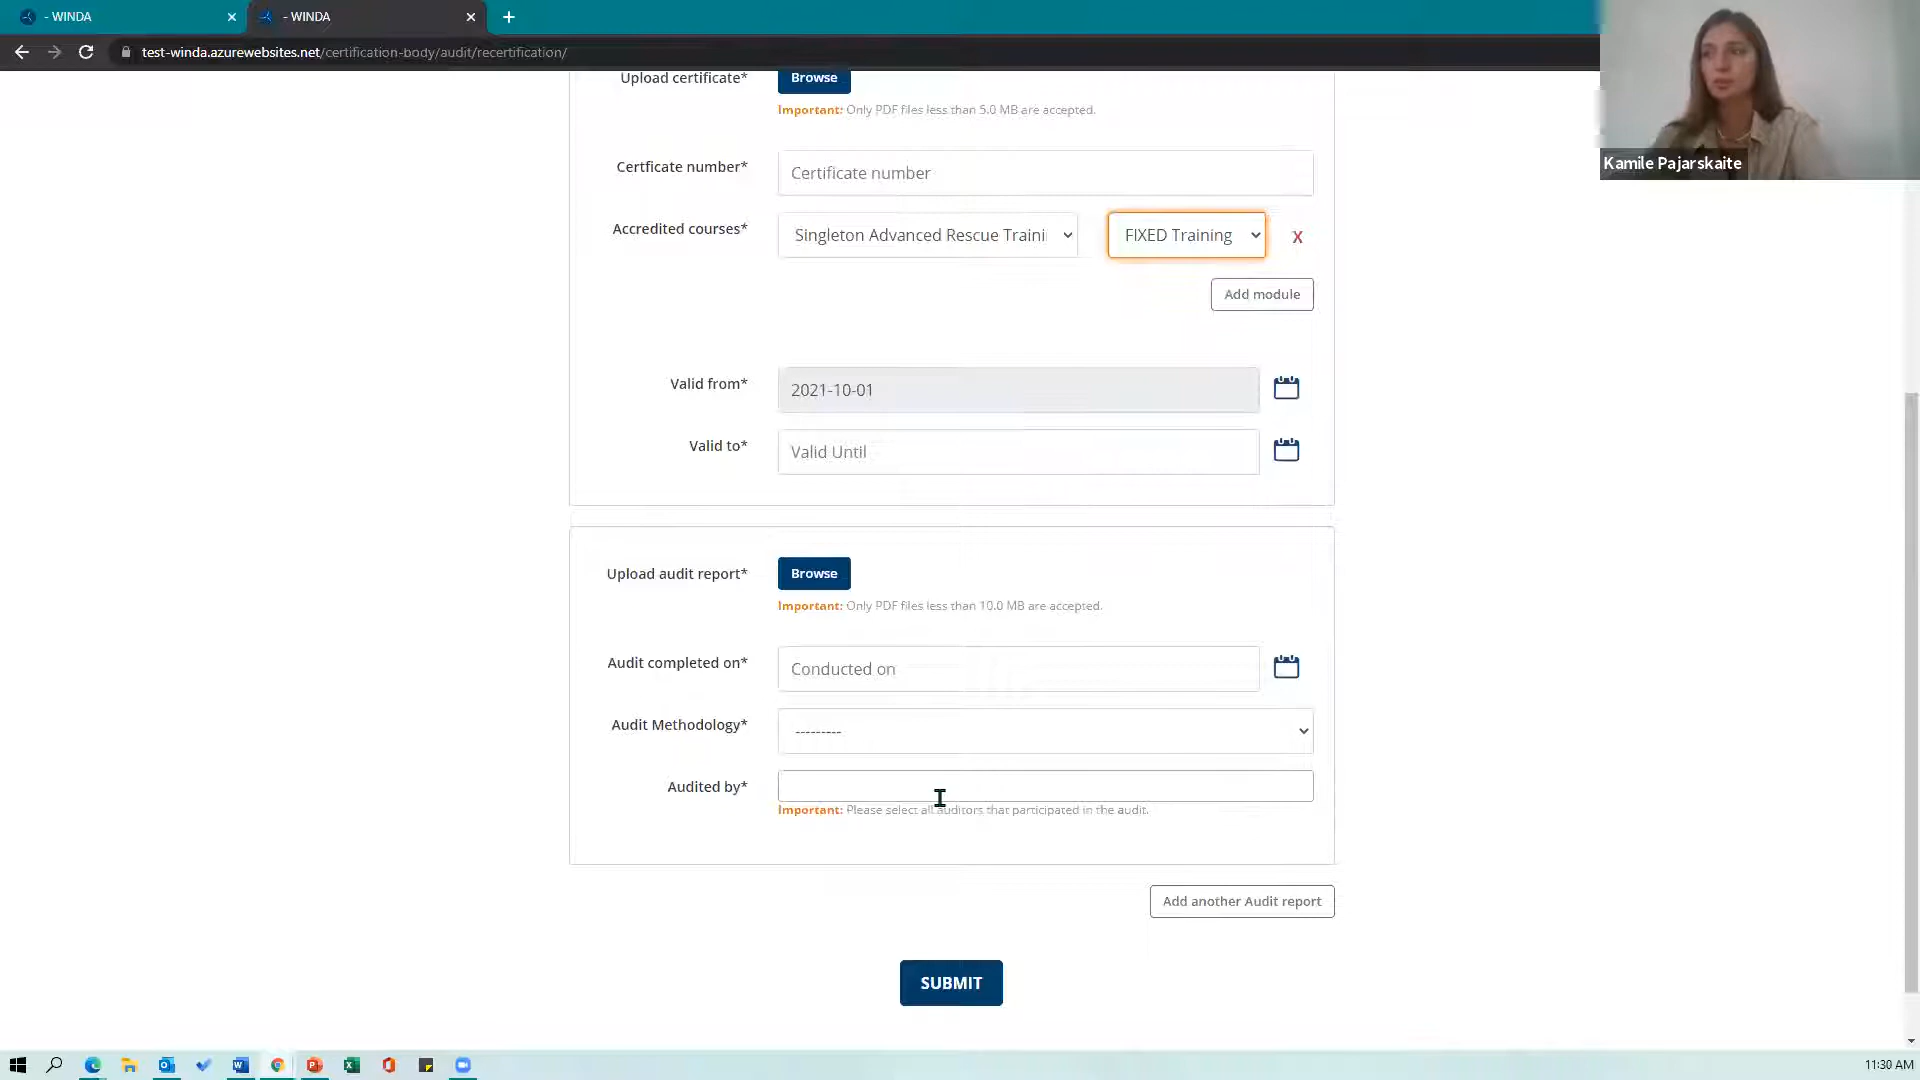 - WINDA
- WINDA
test-winda.azurewebsites.net/certification-body/audit/recertification/
Kamile Pajarskaite
Upload certificate*
Browse
Important: Only PDF files less than 5.0 MB are accepted.
Certficate number*
Certificate number
Accredited courses*
Singleton Advanced Rescue Traini
FIXED Training
X
Add module
Valid from*
2021-10-01
Valid to*
Valid Until
Upload audit report*
Browse
Important: Only PDF files less than 10.0 MB are accepted.
Audit completed on*
Conducted on
Audit Methodology*
---------
Audited by*
Important: Please select all auditors that participated in the audit.
Add another Audit report
SUBMIT
11:30 AM